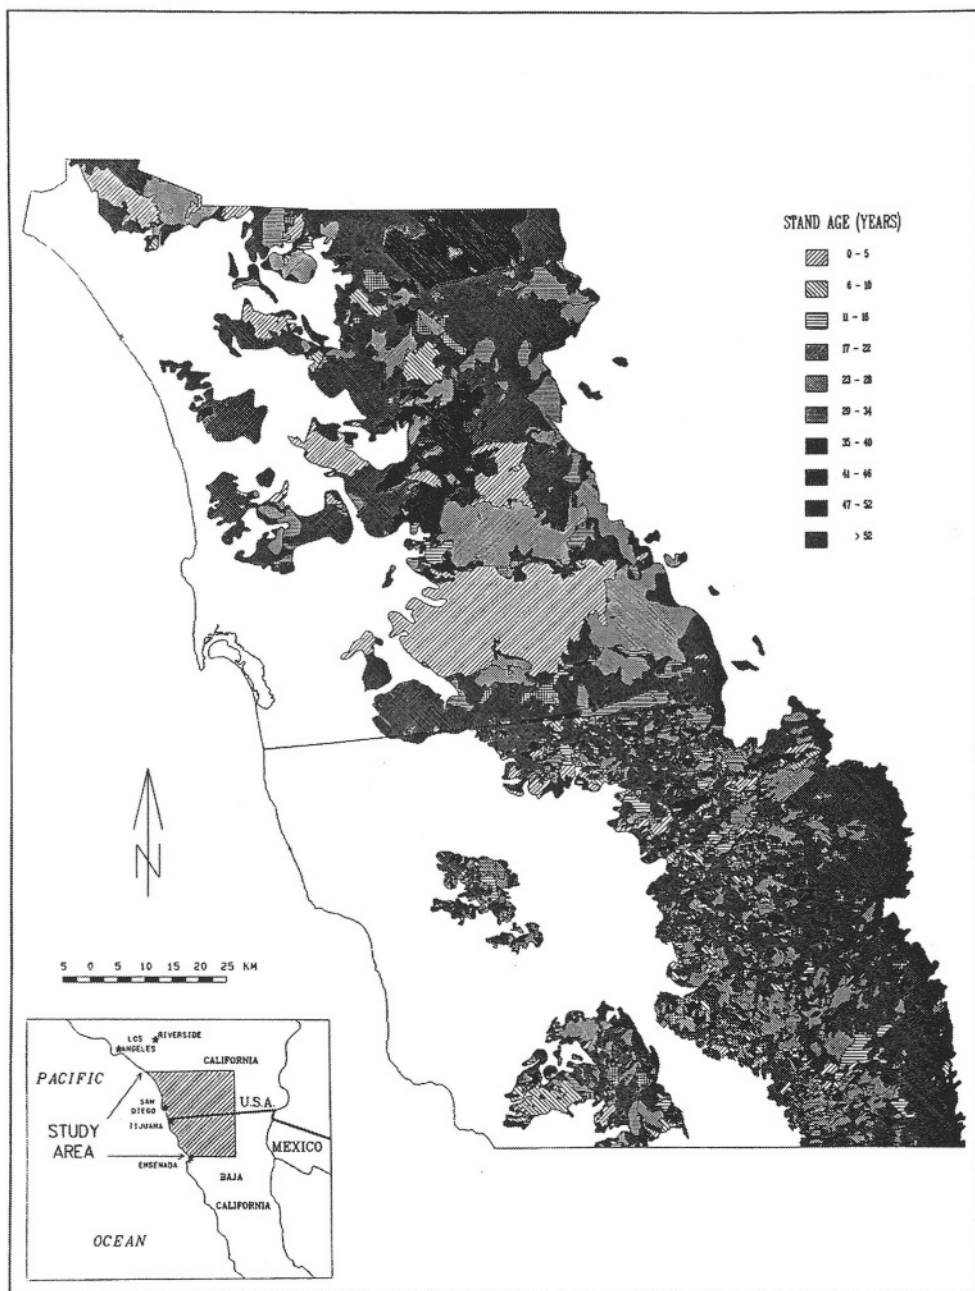 STAND AGE (YEARS)
0 - 5
6 - 10
11 - 16
17 - 22
23 - 28
29 - 34
35 - 40
41 - 46
47 - 52
> 52
N
5 0 5 10 15 20 25 KM
RIVERSIDE
LOS
ANGELES
CALIFORNIA
PACIFIC
SAN
DIEGO
U.S.A.
TIJUANA
STUDY
AREA
MEXICO
ENSENADA
BAJA
CALIFORNIA
OCEAN